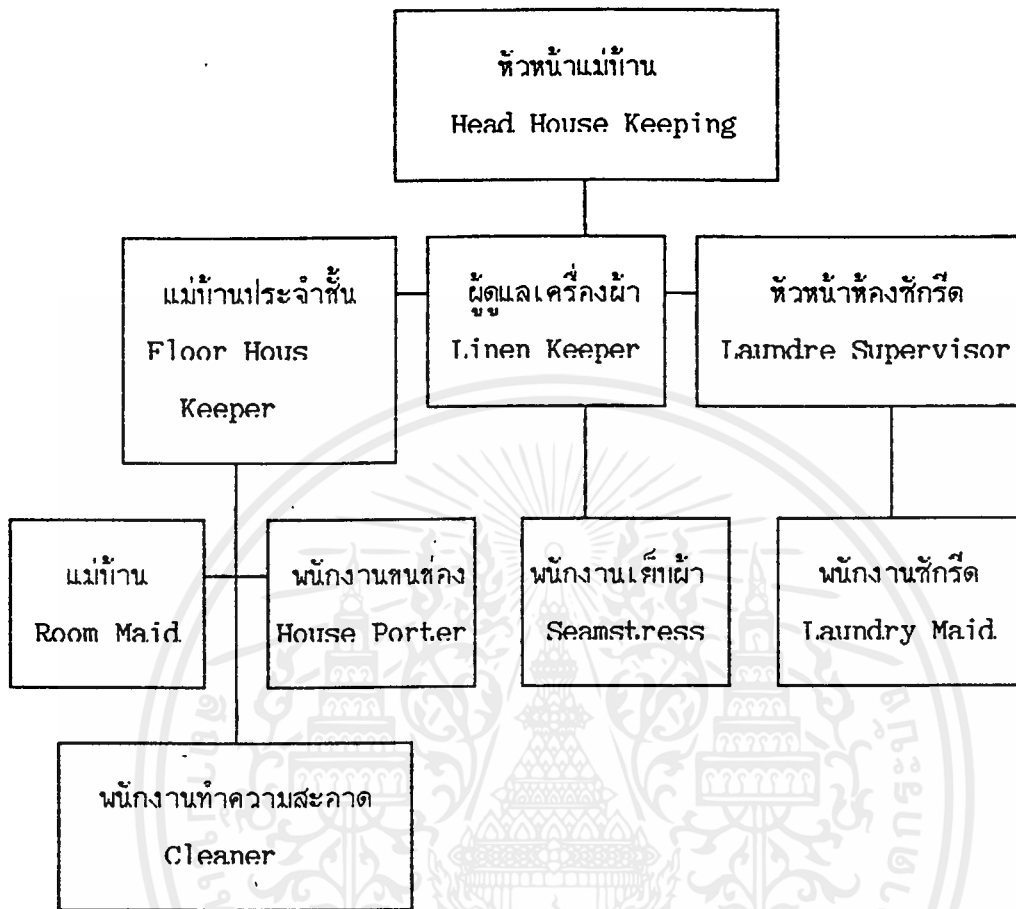 หัวหน้าแม่บ้าน
Head House Keeping
แม่บ้านประจำชั้น
Floor Hous
Keeper
ผู้ดูแลเครื่องผ้า
Linen Keeper
หัวหน้าห้องซักรีด
Laundre Supervisor
แม่บ้าน
Room Maid
พนักงานขนของ
House Porter
พนักงานเย็บผ้า
Seamstress
พนักงานซักรีด
Laundry Maid
พนักงานทำความสะอาด
Cleaner